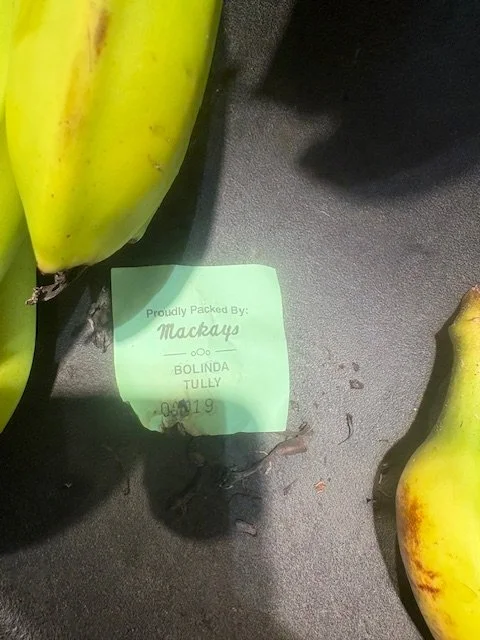 Proudly Packed By:
Mackays
BOLINDA
TULLY